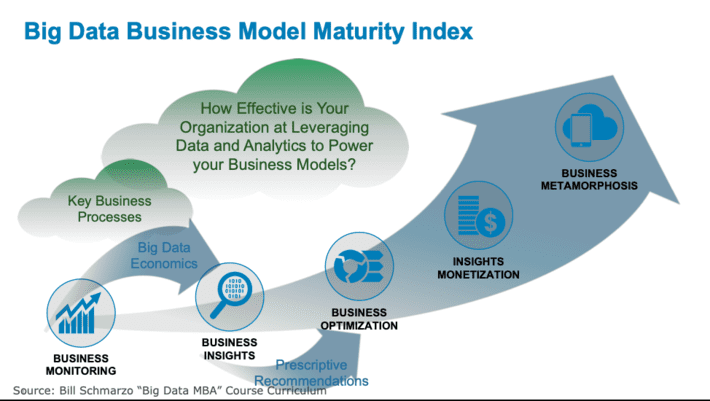 Big Data Business Model Maturity Index
How Effective is Your
Organization at Leveraging
Data and Analytics to Power
your Business Models?
Key Business
Processes
Big Data
Economics
BUSINESS
MONITORING
BUSINESS
INSIGHTS
BUSINESS
OPTIMIZATION
INSIGHTS
MONETIZATION
BUSINESS
METAMORPHOSIS
Prescriptive
Recommendations
Source: Bill Schmarzo “Big Data MBA” Course Curriculum